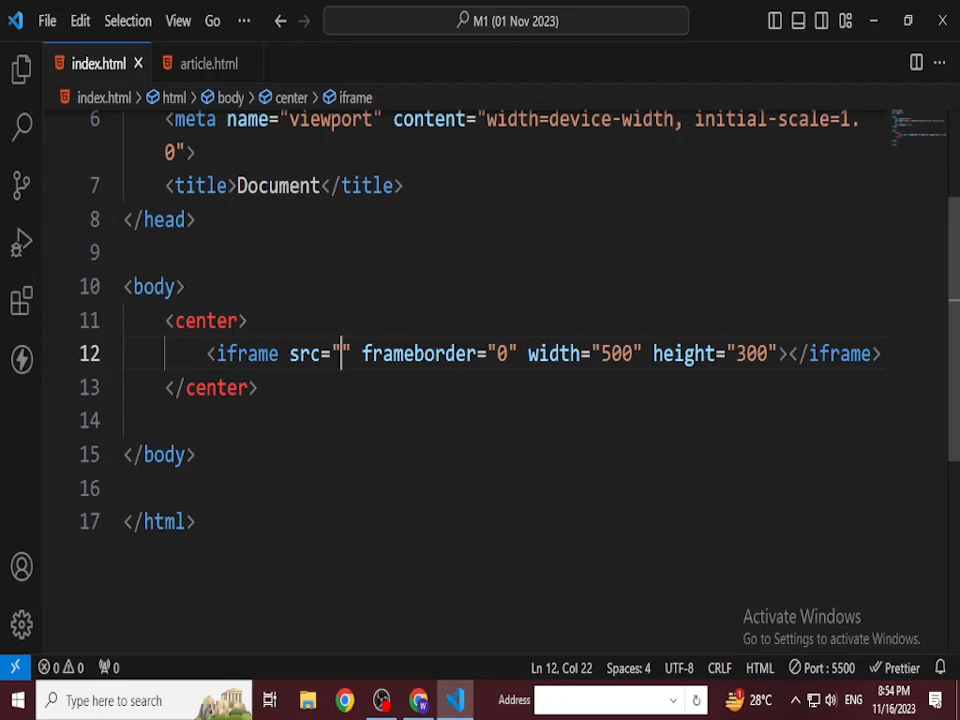 File Edit Selection View Go ··· M1 (01 Nov 2023)
index.html article.html
index.html > html > body > center > iframe
6 <meta name="viewport" content="width=device-width, initial-scale=1.
0">
7 <title>Document</title>
8 </head>
9
10 <body>
11 <center>
12 <iframe src="" frameborder="0" width="500" height="300"></iframe>
13 </center>
14
15 </body>
16
17 </html>
Activate Windows
Go to Settings to activate Windows.
0 0 0 Ln 12, Col 22 Spaces: 4 UTF-8 CRLF HTML Port : 5500 Prettier
Type here to search Address 1 28°C ENG 8:54 PM
11/16/2023